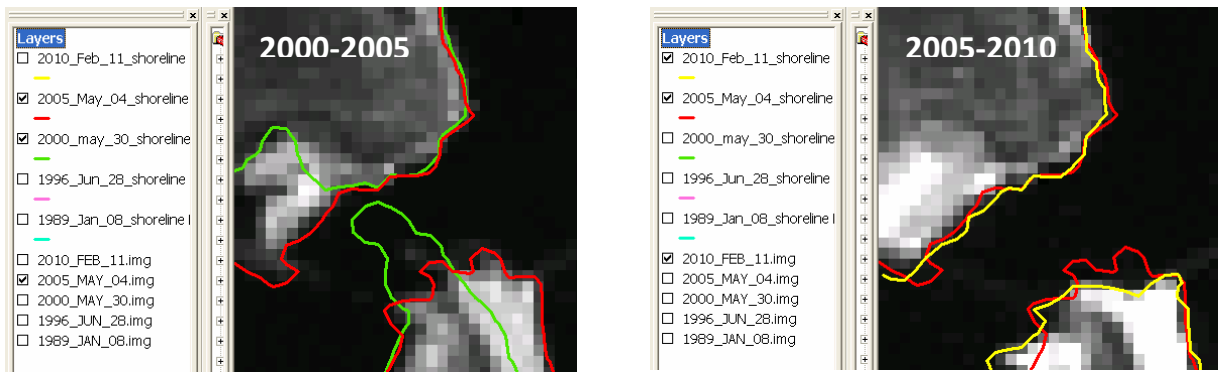 Layers
2010_Feb_11_shoreline
2005_May_04_shoreline
2000_may_30_shoreline
1996_Jun_28_shoreline
1989_Jan_08_shoreline
2010_FEB_11.img
2005_MAY_04.img
2000_MAY_30.img
1996_JUN_28.img
1989_JAN_08.img
2000-2005
Layers
2010_Feb_11_shoreline
2005_May_04_shoreline
2000_may_30_shoreline
1996_Jun_28_shoreline
1989_Jan_08_shoreline
2010_FEB_11.img
2005_MAY_04.img
2000_MAY_30.img
1996_JUN_28.img
1989_JAN_08.img
2005-2010